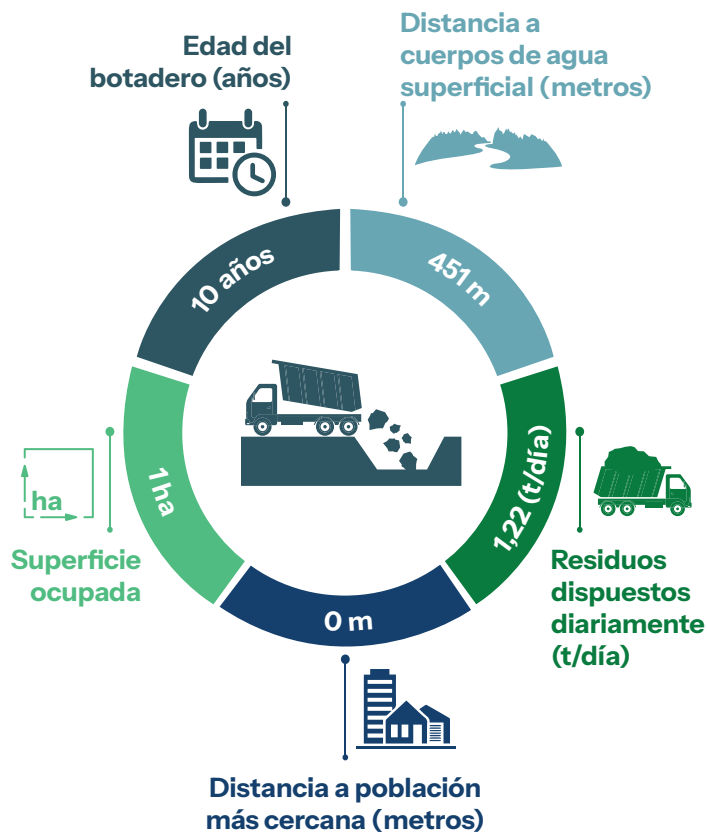 Edad del
botadero (años)
Distancia a
cuerpos de agua
superficial (metros)
10 años
451 m
1 ha
1,22 (t/día)
0 m
ha
Superficie
ocupada
Residuos
dispuestos
diariamente
(t/día)
Distancia a población
más cercana (metros)